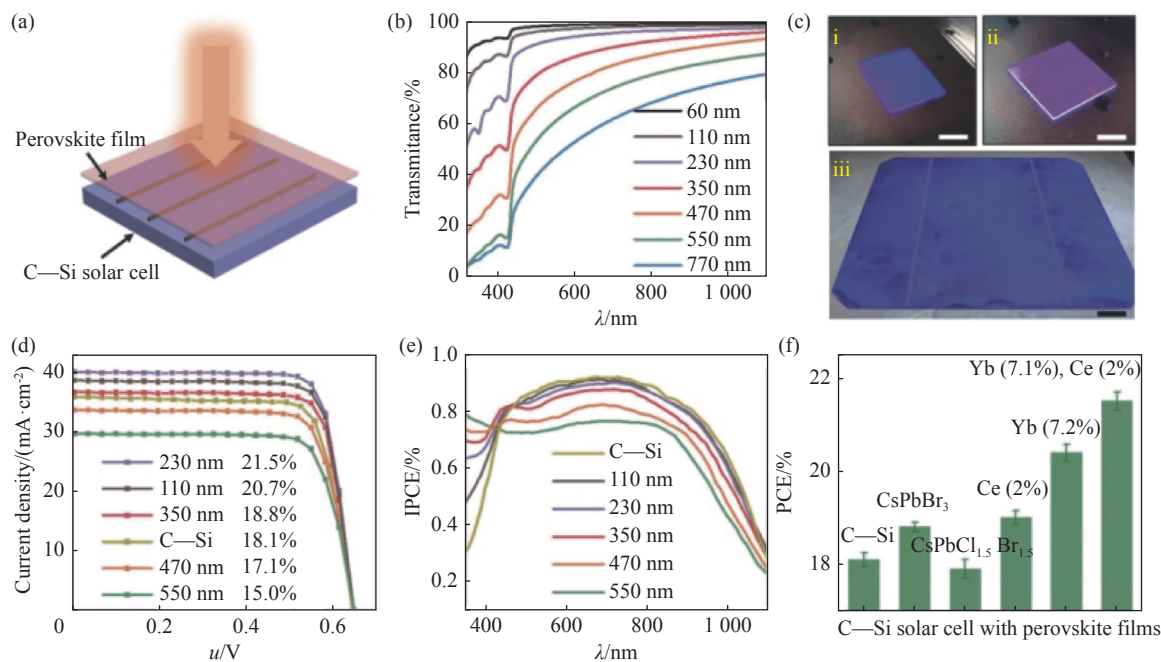 (a)
Perovskite film
C—Si solar cell
(b)
Transmitance/%
100
80
60
40
20
0
400
600
800
1 000
λ/nm
60 nm
110 nm
230 nm
350 nm
470 nm
550 nm
770 nm
(c)
i
ii
iii
(d)
Current density/(mA·cm⁻²)
40
30
20
10
0
0
0.2
0.4
0.6
u/V
230 nm 21.5%
110 nm 20.7%
350 nm 18.8%
C—Si 18.1%
470 nm 17.1%
550 nm 15.0%
(e)
IPCE/%
1.0
0.8
0.6
0.4
0.2
400
600
800
1 000
λ/nm
C—Si
110 nm
230 nm
350 nm
470 nm
550 nm
(f)
PCE/%
22
20
18
Yb (7.1%), Ce (2%)
Yb (7.2%)
Ce (2%)
CsPbBr₃
C—Si
CsPbCl₁.₅ Br₁.₅
C—Si solar cell with perovskite films